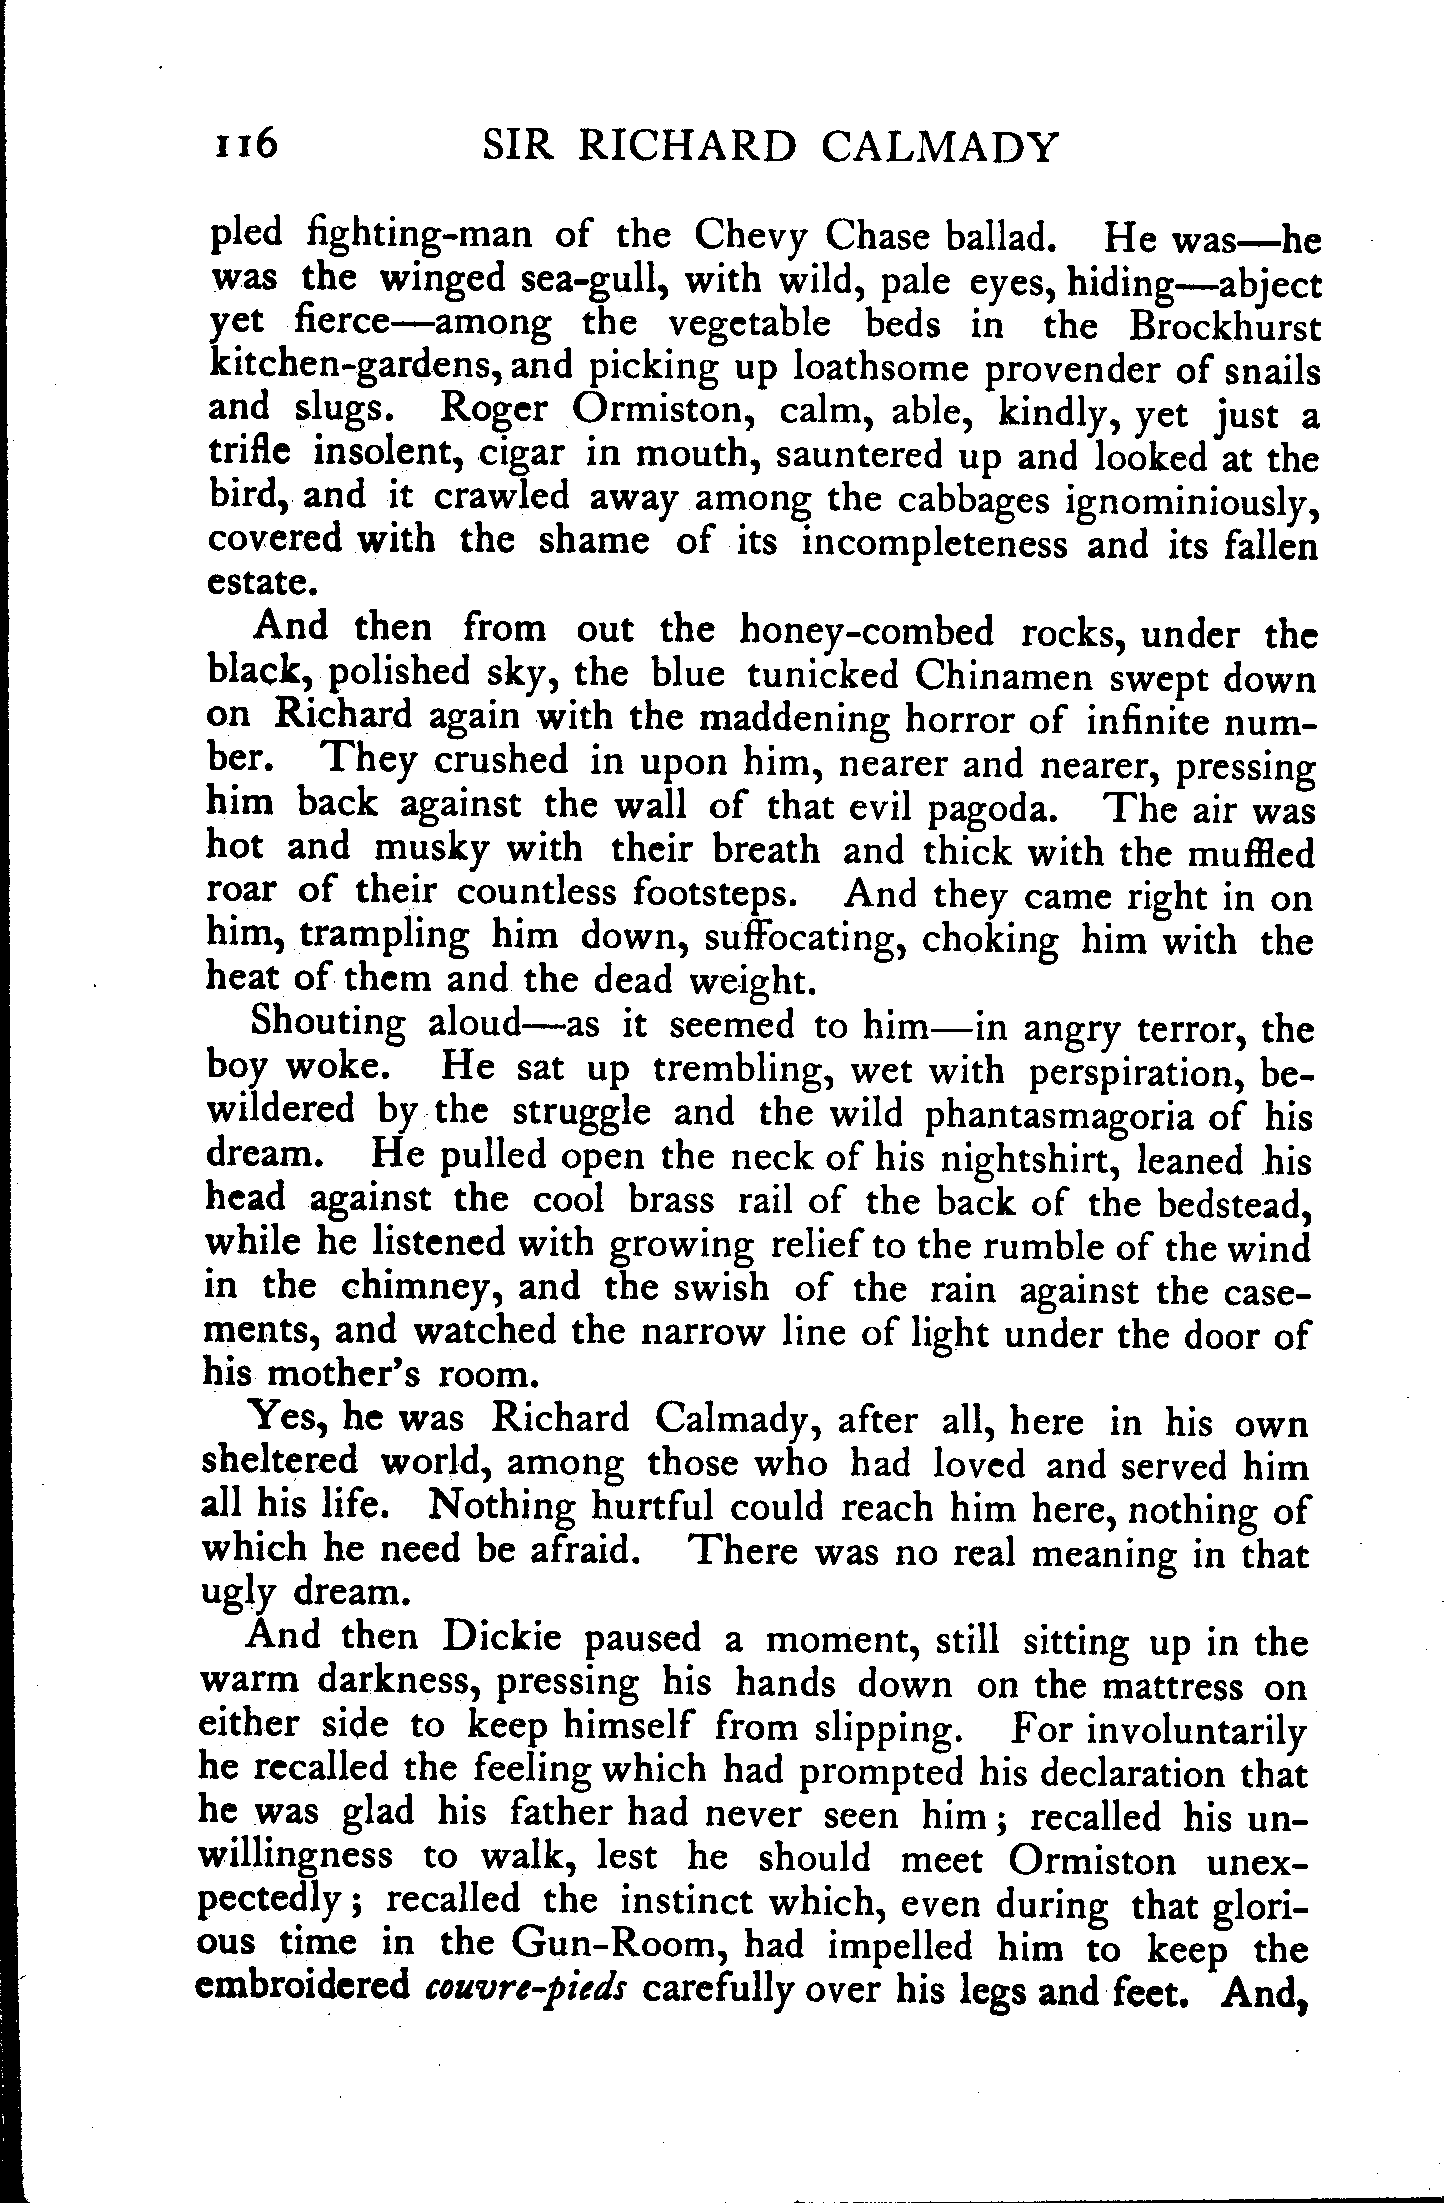 116 SIR RICHARD CALMADY
pled fighting-man of the Chevy Chase ballad. He was—he
was the winged sea-gull, with wild, pale eyes, hiding—abject
yet fierce—among the vegetable beds in the Brockhurst
kitchen-gardens, and picking up loathsome provender of snails
and slugs. Roger Ormiston, calm, able, kindly, yet just a
trifle insolent, cigar in mouth, sauntered up and looked at the
bird, and it crawled away among the cabbages ignominiously,
covered with the shame of its incompleteness and its fallen
estate.
And then from out the honey-combed rocks, under the
black, polished sky, the blue tunicked Chinamen swept down
on Richard again with the maddening horror of infinite num-
ber. They crushed in upon him, nearer and nearer, pressing
him back against the wall of that evil pagoda. The air was
hot and musky with their breath and thick with the muffled
roar of their countless footsteps. And they came right in on
him, trampling him down, suffocating, choking him with the
heat of them and the dead weight.
Shouting aloud—as it seemed to him—in angry terror, the
boy woke. He sat up trembling, wet with perspiration, be-
wildered by the struggle and the wild phantasmagoria of his
dream. He pulled open the neck of his nightshirt, leaned his
head against the cool brass rail of the back of the bedstead,
while he listened with growing relief to the rumble of the wind
in the chimney, and the swish of the rain against the case-
ments, and watched the narrow line of light under the door of
his mother's room.
Yes, he was Richard Calmady, after all, here in his own
sheltered world, among those who had loved and served him
all his life. Nothing hurtful could reach him here, nothing of
which he need be afraid. There was no real meaning in that
ugly dream.
And then Dickie paused a moment, still sitting up in the
warm darkness, pressing his hands down on the mattress on
either side to keep himself from slipping. For involuntarily
he recalled the feeling which had prompted his declaration that
he was glad his father had never seen him; recalled his un-
willingness to walk, lest he should meet Ormiston unex-
pectedly; recalled the instinct which, even during that glori-
ous time in the Gun-Room, had impelled him to keep the
embroidered couvre-pieds carefully over his legs and feet. And,